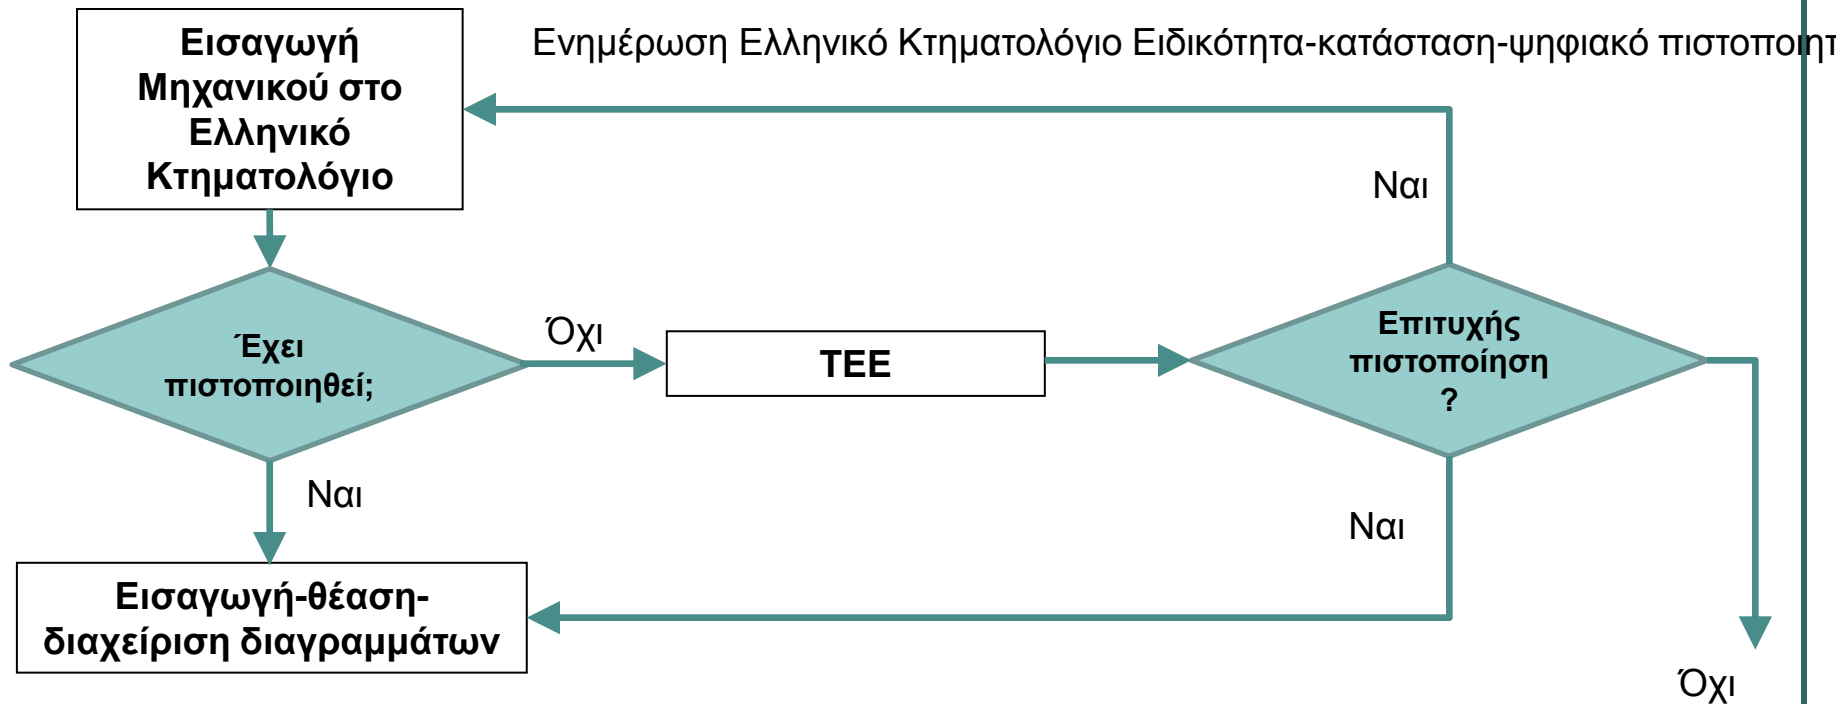 Εισαγωγή
Μηχανικού στο
Ελληνικό
Κτηματολόγιο
Ενημέρωση Ελληνικό Κτηματολόγιο Ειδικότητα-κατάσταση-ψηφιακό
Ναι
Έχει
πιστοποιηθεί;
Όχι
ΤΕΕ
Επιτυχής
πιστοποίηση
?
Ναι
Ναι
Εισαγωγή-θέαση-
διαχείριση διαγραμμάτων
Όχι